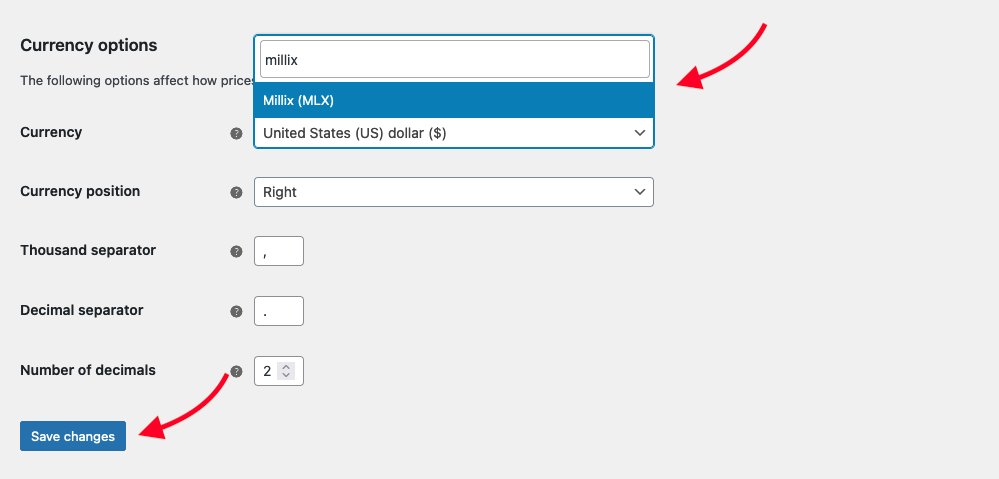 Currency options
millix
The following options affect how price
Millix (MLX)
Currency
?
United States (US) dollar ($)
Currency position
?
Right
Thousand separator
?
,
Decimal separator
?
.
Number of decimals
?
2
Save changes